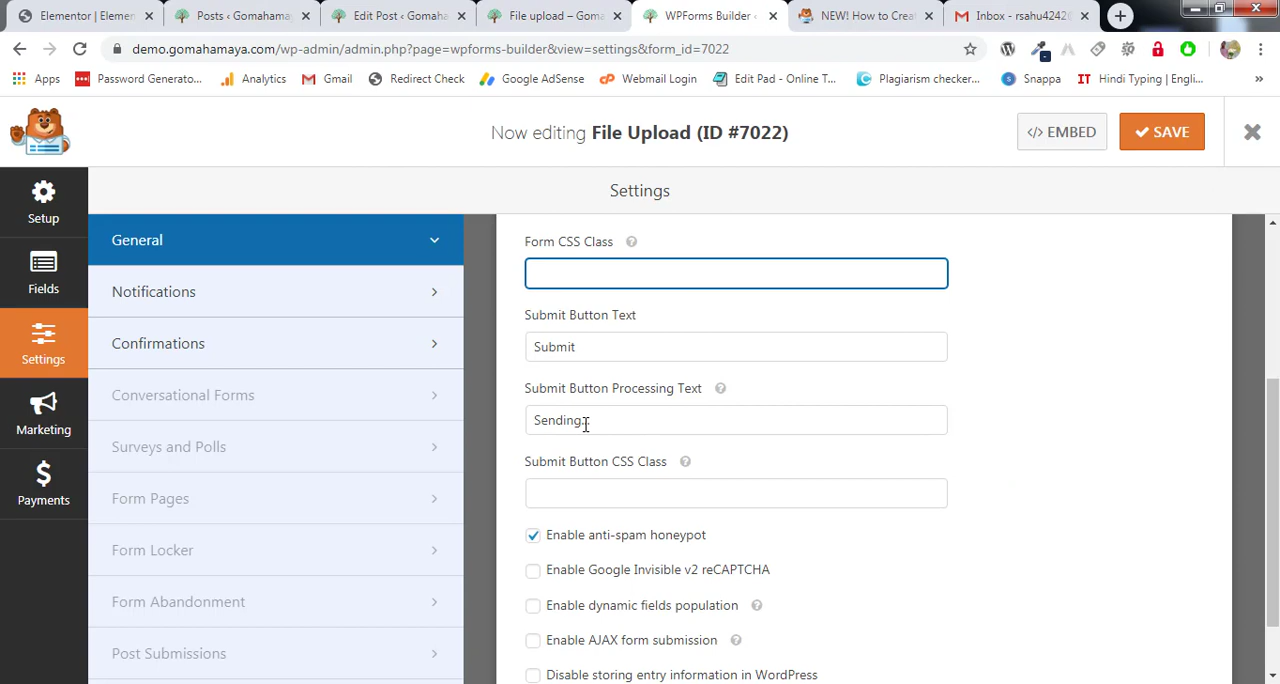 Elementor | Elemen
Posts ‹ Gomahamay
Edit Post ‹ Gomaha
File upload – Goma
WPForms Builder ‹
NEW! How to Creat
Inbox - rsahu4242
demo.gomahamaya.com/wp-admin/admin.php?page=wpforms-builder&view=settings&form_id=7022
Apps
Password Generato...
Analytics
Gmail
Redirect Check
Google AdSense
Webmail Login
Edit Pad - Online T...
Plagiarism checker...
Snappa
IT Hindi Typing | Engli...
»
Now editing File Upload (ID #7022)
</> EMBED
SAVE
Settings
Setup
Fields
Settings
Marketing
Payments
General
Notifications
Confirmations
Conversational Forms
Surveys and Polls
Form Pages
Form Locker
Form Abandonment
Post Submissions
Form CSS Class
Submit Button Text
Submit
Submit Button Processing Text
Sending...
Submit Button CSS Class
Enable anti-spam honeypot
Enable Google Invisible v2 reCAPTCHA
Enable dynamic fields population
Enable AJAX form submission
Disable storing entry information in WordPress